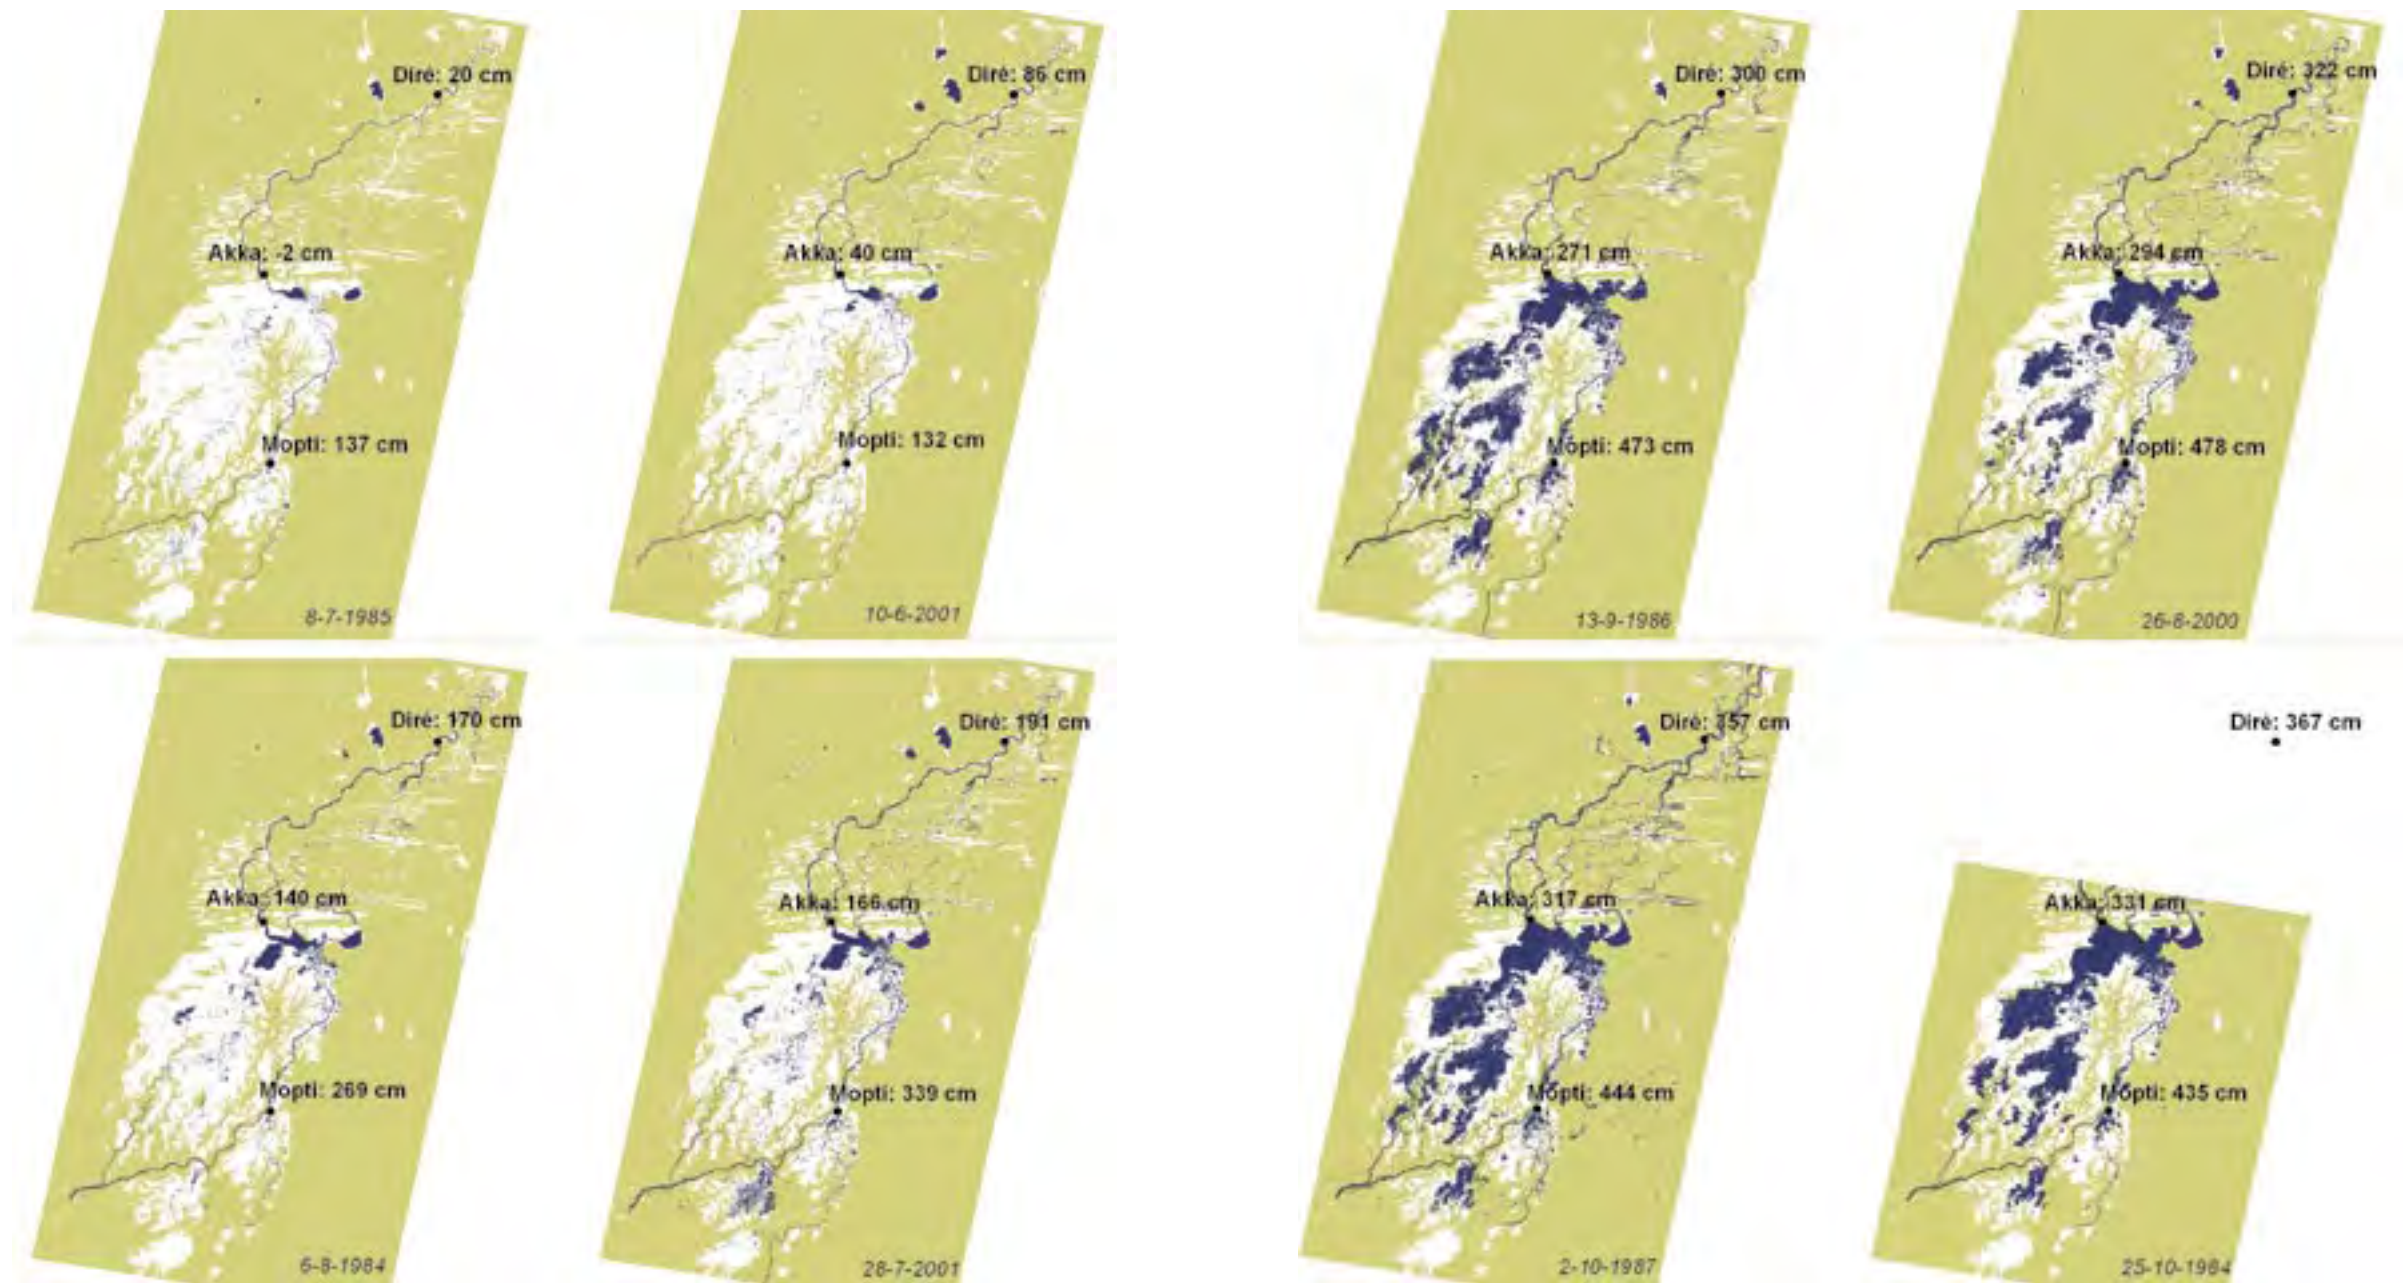 Diré: 20 cm
Akka: -2 cm
Mopti: 137 cm
8-7-1985
Diré: 86 cm
Akka: 40 cm
Mopti: 132 cm
10-6-2001
Diré: 300 cm
Akka: 271 cm
Mopti: 473 cm
13-9-1986
Diré: 322 cm
Akka: 294 cm
Mopti: 478 cm
26-8-2000
Diré: 170 cm
Akka: 140 cm
Mopti: 269 cm
6-8-1984
Diré: 191 cm
Akka: 166 cm
Mopti: 339 cm
28-7-2001
Diré: 357 cm
Akka: 317 cm
Mopti: 444 cm
2-10-1987
Diré: 367 cm
Akka: 331 cm
Mopti: 435 cm
25-10-1984